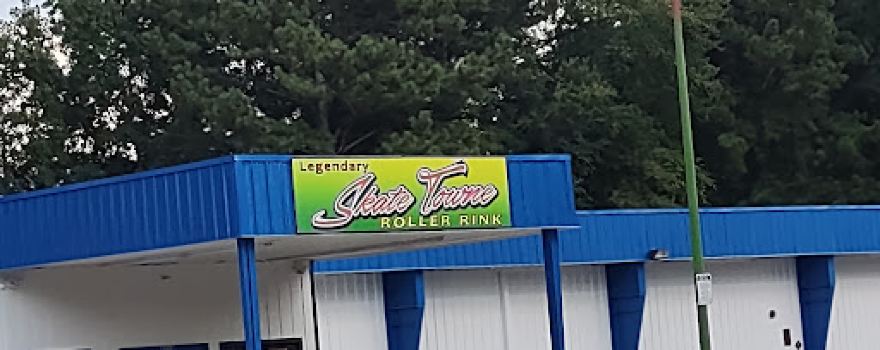 Legendary
Skate Towne
ROLLER RINK